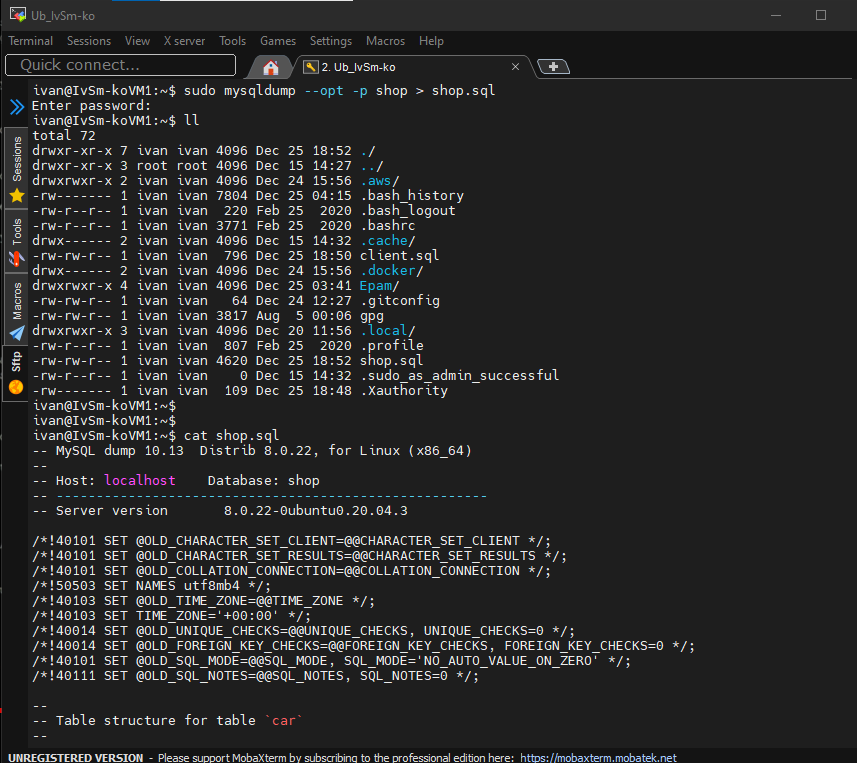 Ub_IvSm-ko
Terminal Sessions View X server Tools Games Settings Macros Help
Quick connect...
2. Ub_IvSm-ko
Sessions
Tools
Macros
Sftp
ivan@IvSm-koVM1:~$ sudo mysqldump --opt -p shop > shop.sql
Enter password:
ivan@IvSm-koVM1:~$ ll
total 72
drwxr-xr-x 7 ivan ivan 4096 Dec 25 18:52 ./
drwxr-xr-x 3 root root 4096 Dec 15 14:27 ../
drwxrwxr-x 2 ivan ivan 4096 Dec 24 15:56 .aws/
-rw------- 1 ivan ivan 7804 Dec 25 04:15 .bash_history
-rw-r--r-- 1 ivan ivan  220 Feb 25  2020 .bash_logout
-rw-r--r-- 1 ivan ivan 3771 Feb 25  2020 .bashrc
drwx------ 2 ivan ivan 4096 Dec 15 14:32 .cache/
-rw-rw-r-- 1 ivan ivan  796 Dec 25 18:50 client.sql
drwx------ 2 ivan ivan 4096 Dec 24 15:56 .docker/
drwxrwxr-x 4 ivan ivan 4096 Dec 25 03:41 Epam/
-rw-rw-r-- 1 ivan ivan   64 Dec 24 12:27 .gitconfig
-rw-rw-r-- 1 ivan ivan 3817 Aug  5 00:06 gpg
drwxrwxr-x 3 ivan ivan 4096 Dec 20 11:56 .local/
-rw-r--r-- 1 ivan ivan  807 Feb 25  2020 .profile
-rw-rw-r-- 1 ivan ivan 4620 Dec 25 18:52 shop.sql
-rw-r--r-- 1 ivan ivan    0 Dec 15 14:32 .sudo_as_admin_successful
-rw------- 1 ivan ivan  109 Dec 25 18:48 .Xauthority
ivan@IvSm-koVM1:~$
ivan@IvSm-koVM1:~$
ivan@IvSm-koVM1:~$ cat shop.sql
-- MySQL dump 10.13  Distrib 8.0.22, for Linux (x86_64)
--
-- Host: localhost    Database: shop
-- ------------------------------------------------------
-- Server version       8.0.22-0ubuntu0.20.04.3
/*!40101 SET @OLD_CHARACTER_SET_CLIENT=@@CHARACTER_SET_CLIENT */;
/*!40101 SET @OLD_CHARACTER_SET_RESULTS=@@CHARACTER_SET_RESULTS */;
/*!40101 SET @OLD_COLLATION_CONNECTION=@@COLLATION_CONNECTION */;
/*!50503 SET NAMES utf8mb4 */;
/*!40103 SET @OLD_TIME_ZONE=@@TIME_ZONE */;
/*!40103 SET TIME_ZONE='+00:00' */;
/*!40014 SET @OLD_UNIQUE_CHECKS=@@UNIQUE_CHECKS, UNIQUE_CHECKS=0 */;
/*!40014 SET @OLD_FOREIGN_KEY_CHECKS=@@FOREIGN_KEY_CHECKS, FOREIGN_KEY_CHECKS=0 */;
/*!40101 SET @OLD_SQL_MODE=@@SQL_MODE, SQL_MODE='NO_AUTO_VALUE_ON_ZERO' */;
/*!40111 SET @OLD_SQL_NOTES=@@SQL_NOTES, SQL_NOTES=0 */;
--
-- Table structure for table `car`
--
UNREGISTERED VERSION - Please support MobaXterm by subscribing to the professional edition here: https://mobaxterm.mobatek.net